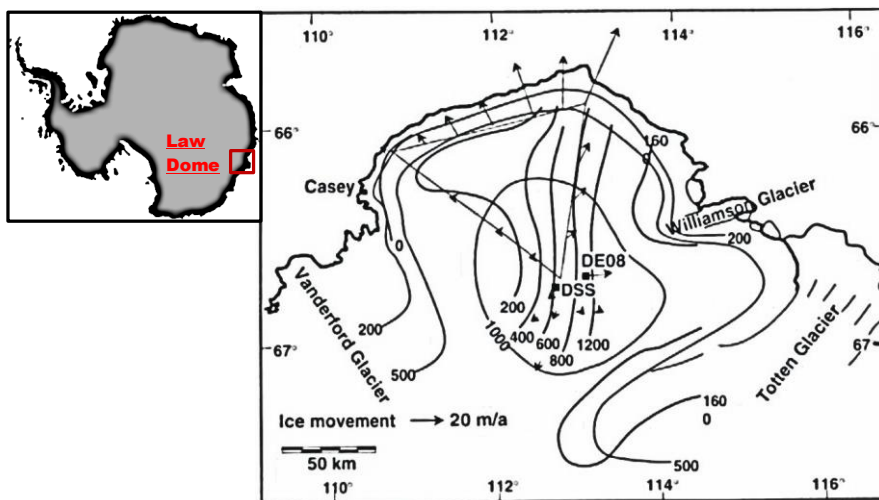 110°
112°
114°
116°
Law
Dome
66°
160
0
66°
Casey
Williamson Glacier
0
200
DE08
DSS
Vanderford Glacier
200
200
1000
400
600
800
1200
67°
500
67°
Totten Glacier
160
0
Ice movement → 20 m/a
50 km
500
110°
112°
114°
116°